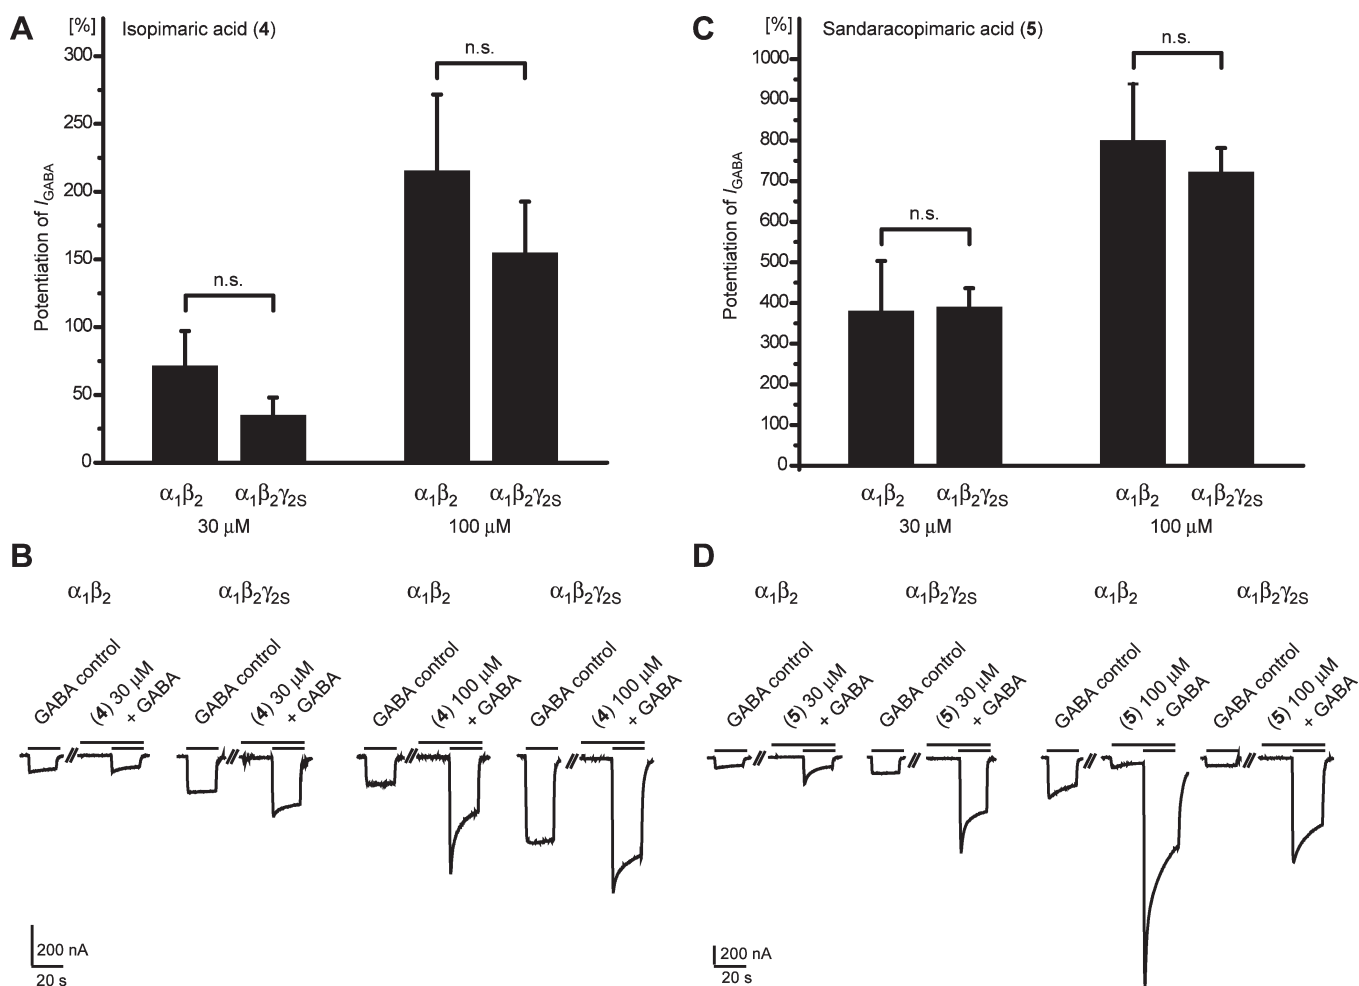 A
[%]
Isopimaric acid (4)
n.s.
300
250
200
150
100
50
0
Potentiation of I_GABA
n.s.
α₁β₂
α₁β₂γ₂S
α₁β₂
α₁β₂γ₂S
30 µM
100 µM
C
[%]
Sandaracopimaric acid (5)
n.s.
1000
900
800
700
600
500
400
300
200
100
0
Potentiation of I_GABA
n.s.
α₁β₂
α₁β₂γ₂S
α₁β₂
α₁β₂γ₂S
30 µM
100 µM
B
α₁β₂
α₁β₂γ₂S
α₁β₂
α₁β₂γ₂S
GABA control
(4) 30 µM
+ GABA
GABA control
(4) 30 µM
+ GABA
GABA control
(4) 100 µM
+ GABA
GABA control
(4) 100 µM
+ GABA
200 nA
20 s
D
α₁β₂
α₁β₂γ₂S
α₁β₂
α₁β₂γ₂S
GABA control
(5) 30 µM
+ GABA
GABA control
(5) 30 µM
+ GABA
GABA control
(5) 100 µM
+ GABA
GABA control
(5) 100 µM
+ GABA
200 nA
20 s